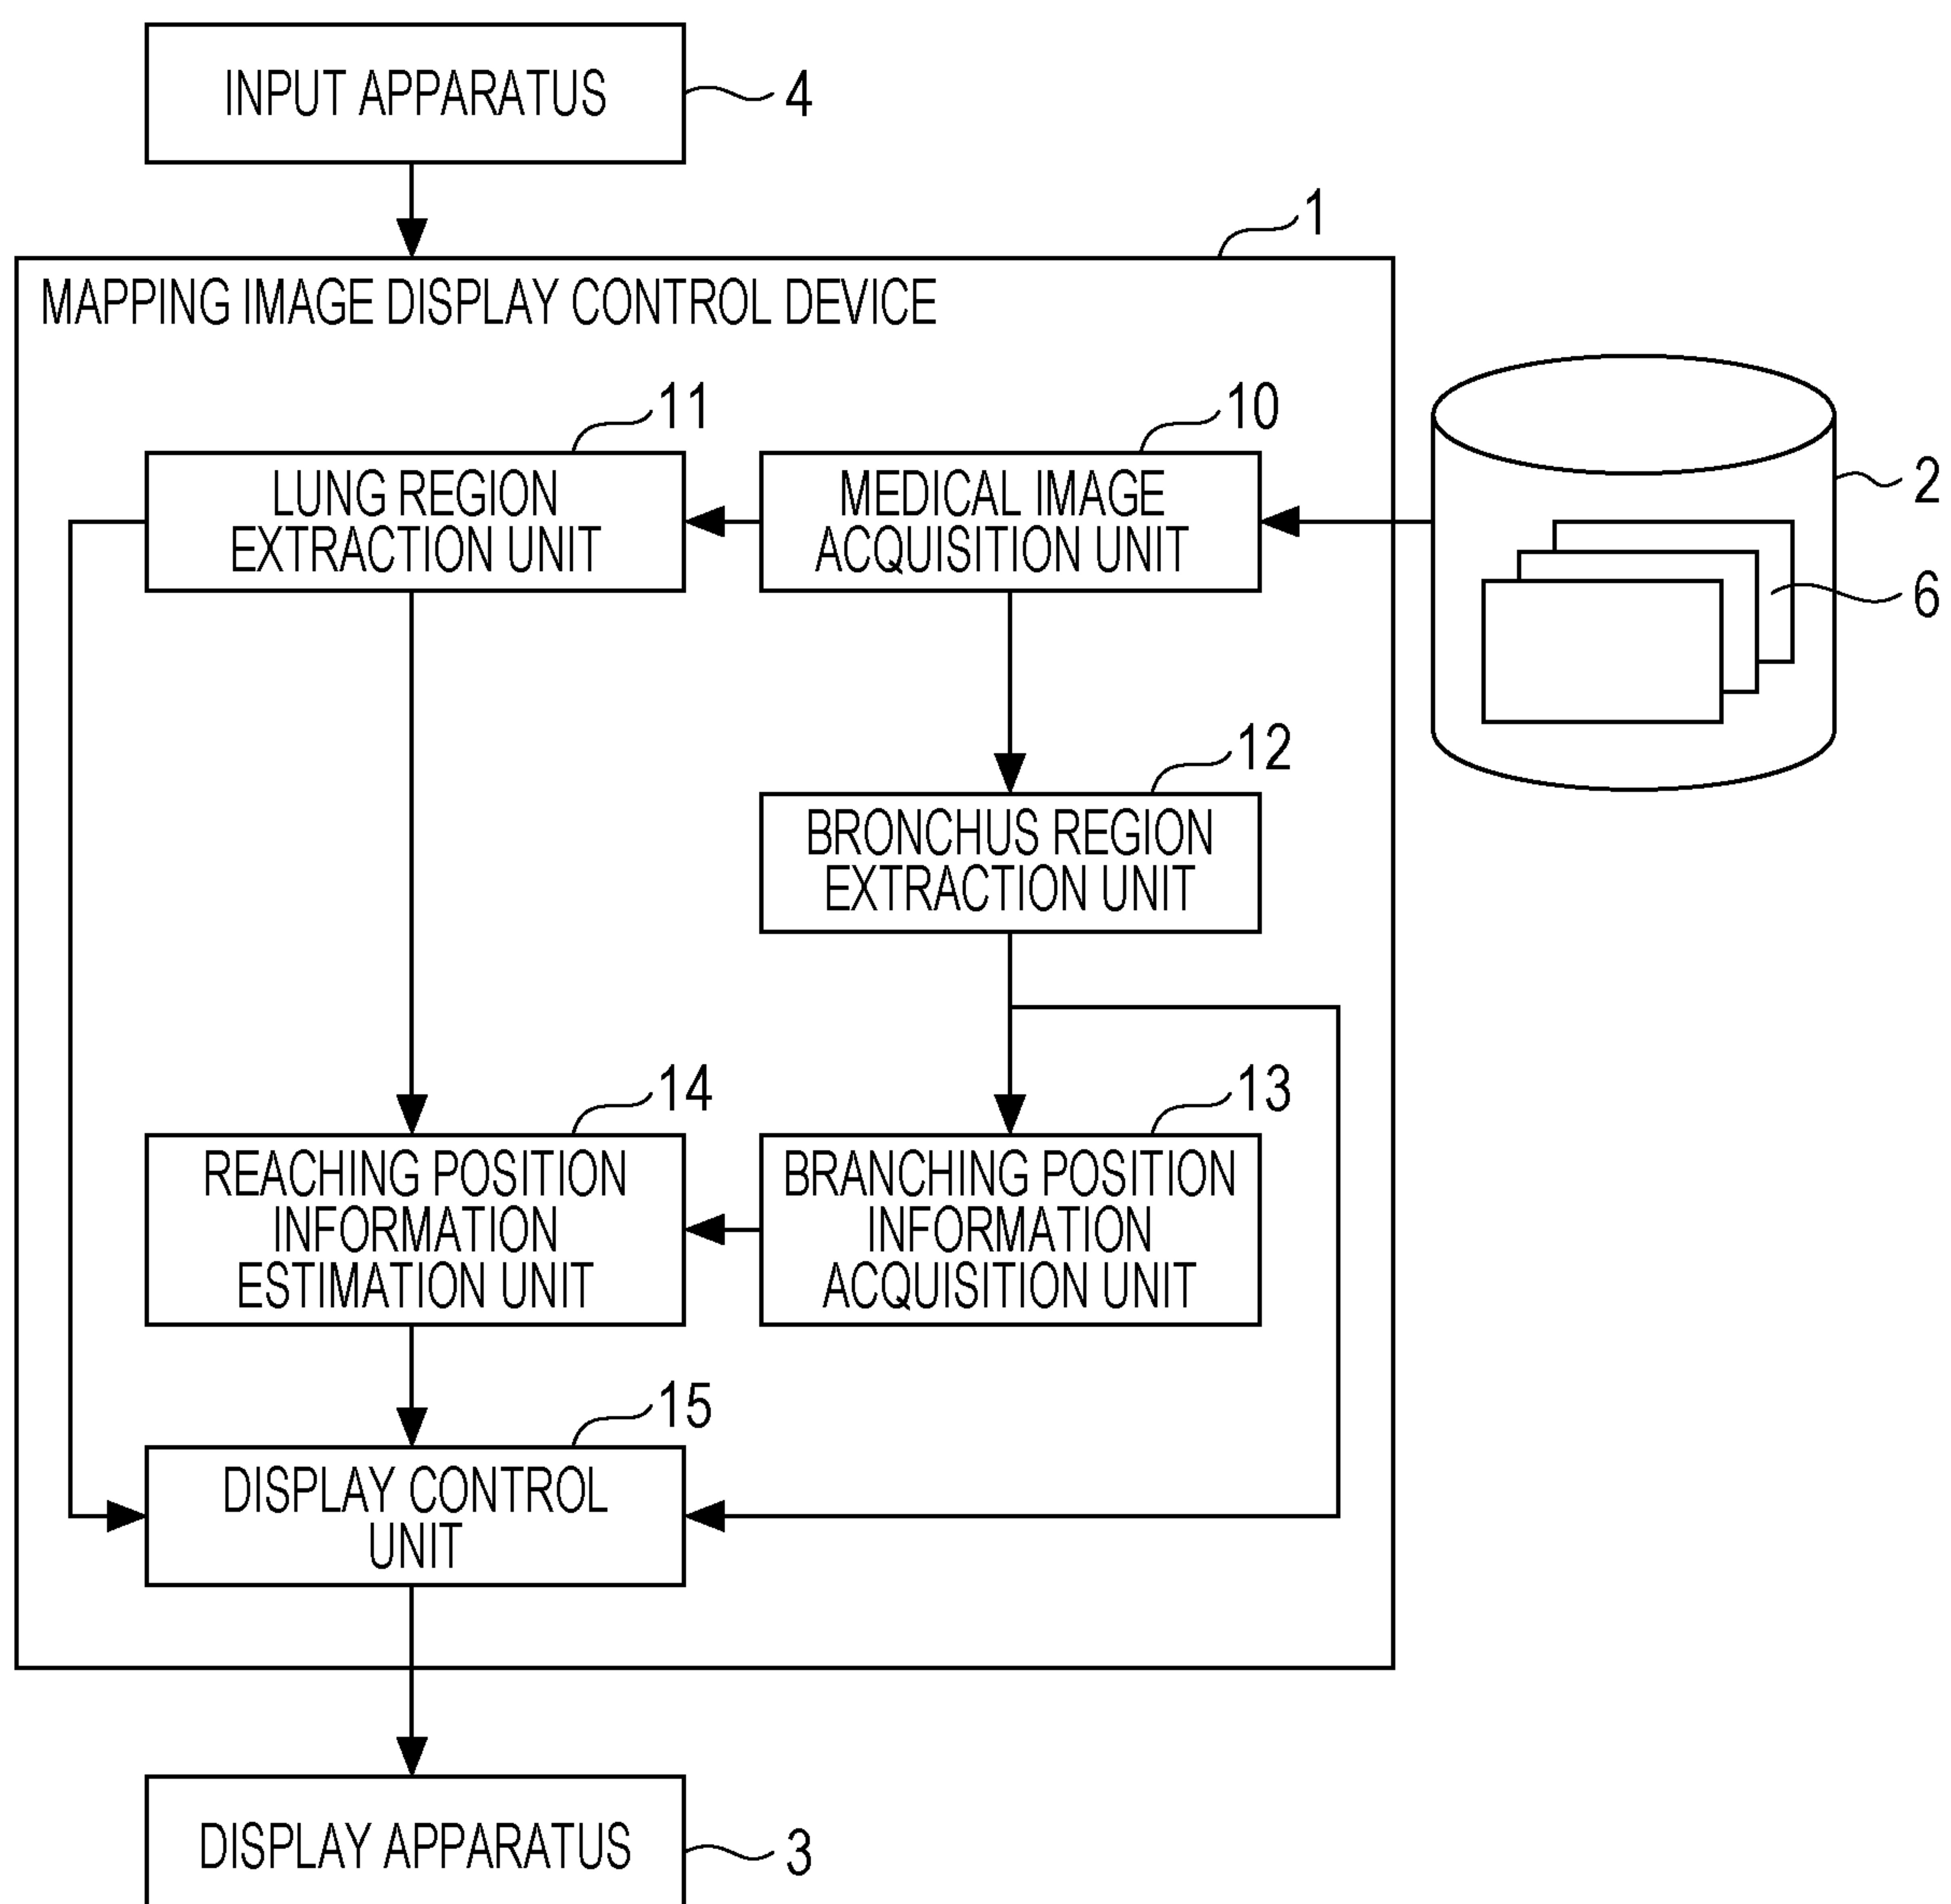 INPUT APPARATUS
4
1
MAPPING IMAGE DISPLAY CONTROL DEVICE
11
10
LUNG REGION
EXTRACTION UNIT
MEDICAL IMAGE
ACQUISITION UNIT
2
6
12
BRONCHUS REGION
EXTRACTION UNIT
14
13
REACHING POSITION
INFORMATION
ESTIMATION UNIT
BRANCHING POSITION
INFORMATION
ACQUISITION UNIT
15
DISPLAY CONTROL
UNIT
DISPLAY APPARATUS
3